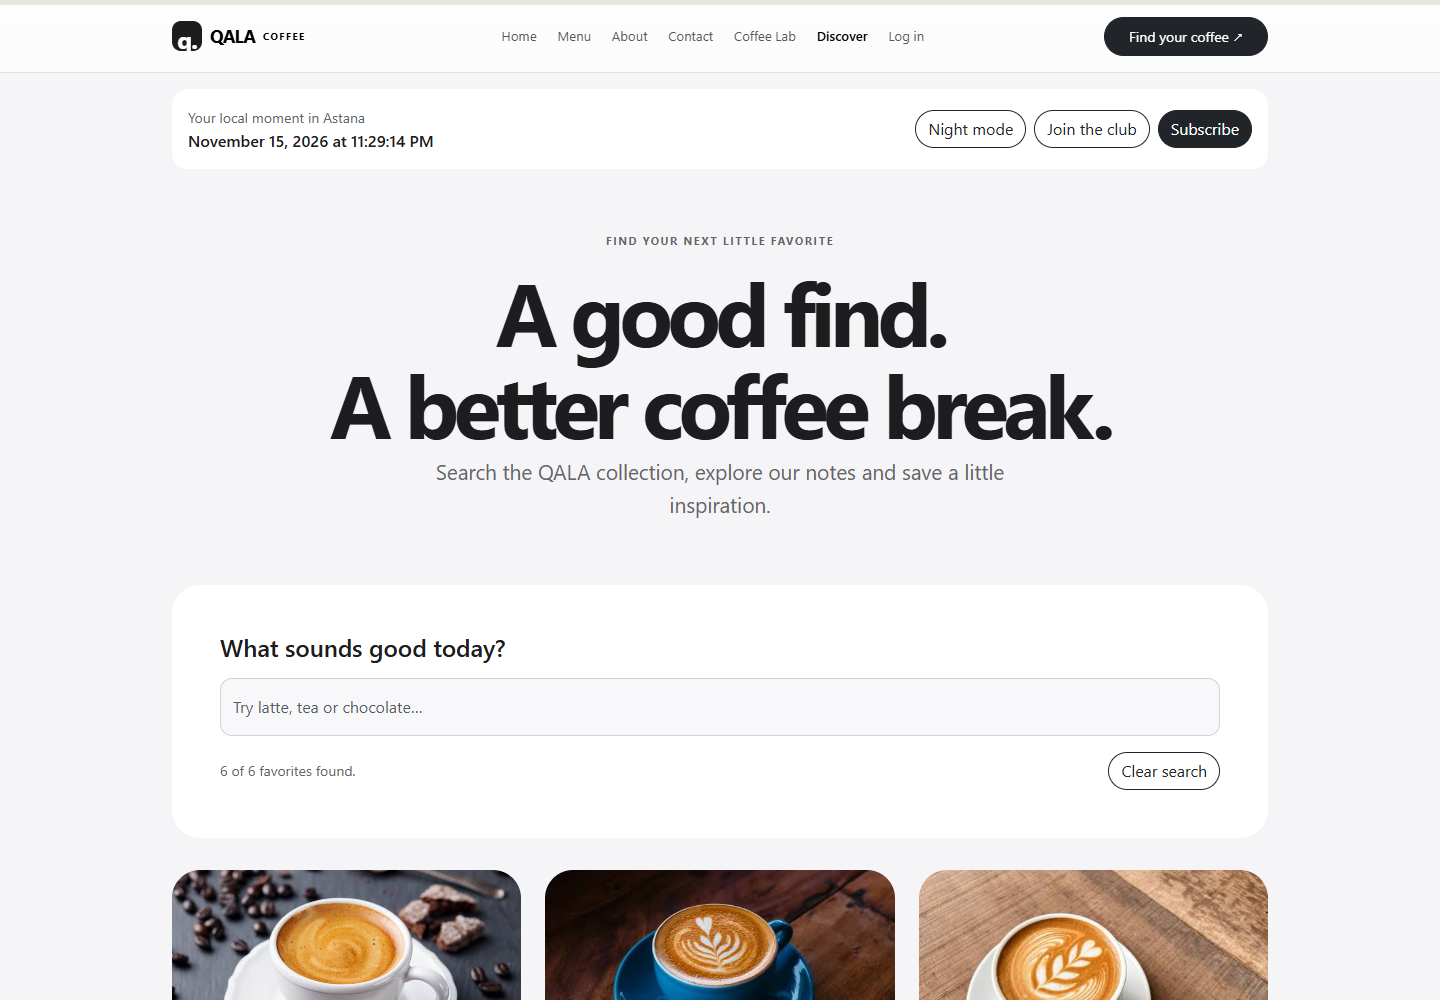 q.
QALA COFFEE
Home Menu About Contact Coffee Lab Discover Log in
Find your coffee ↗
Your local moment in Astana
November 15, 2026 at 11:29:14 PM
Night mode
Join the club
Subscribe
FIND YOUR NEXT LITTLE FAVORITE
A good find.
A better coffee break.
Search the QALA collection, explore our notes and save a little
inspiration.
What sounds good today?
Try latte, tea or chocolate...
6 of 6 favorites found.
Clear search